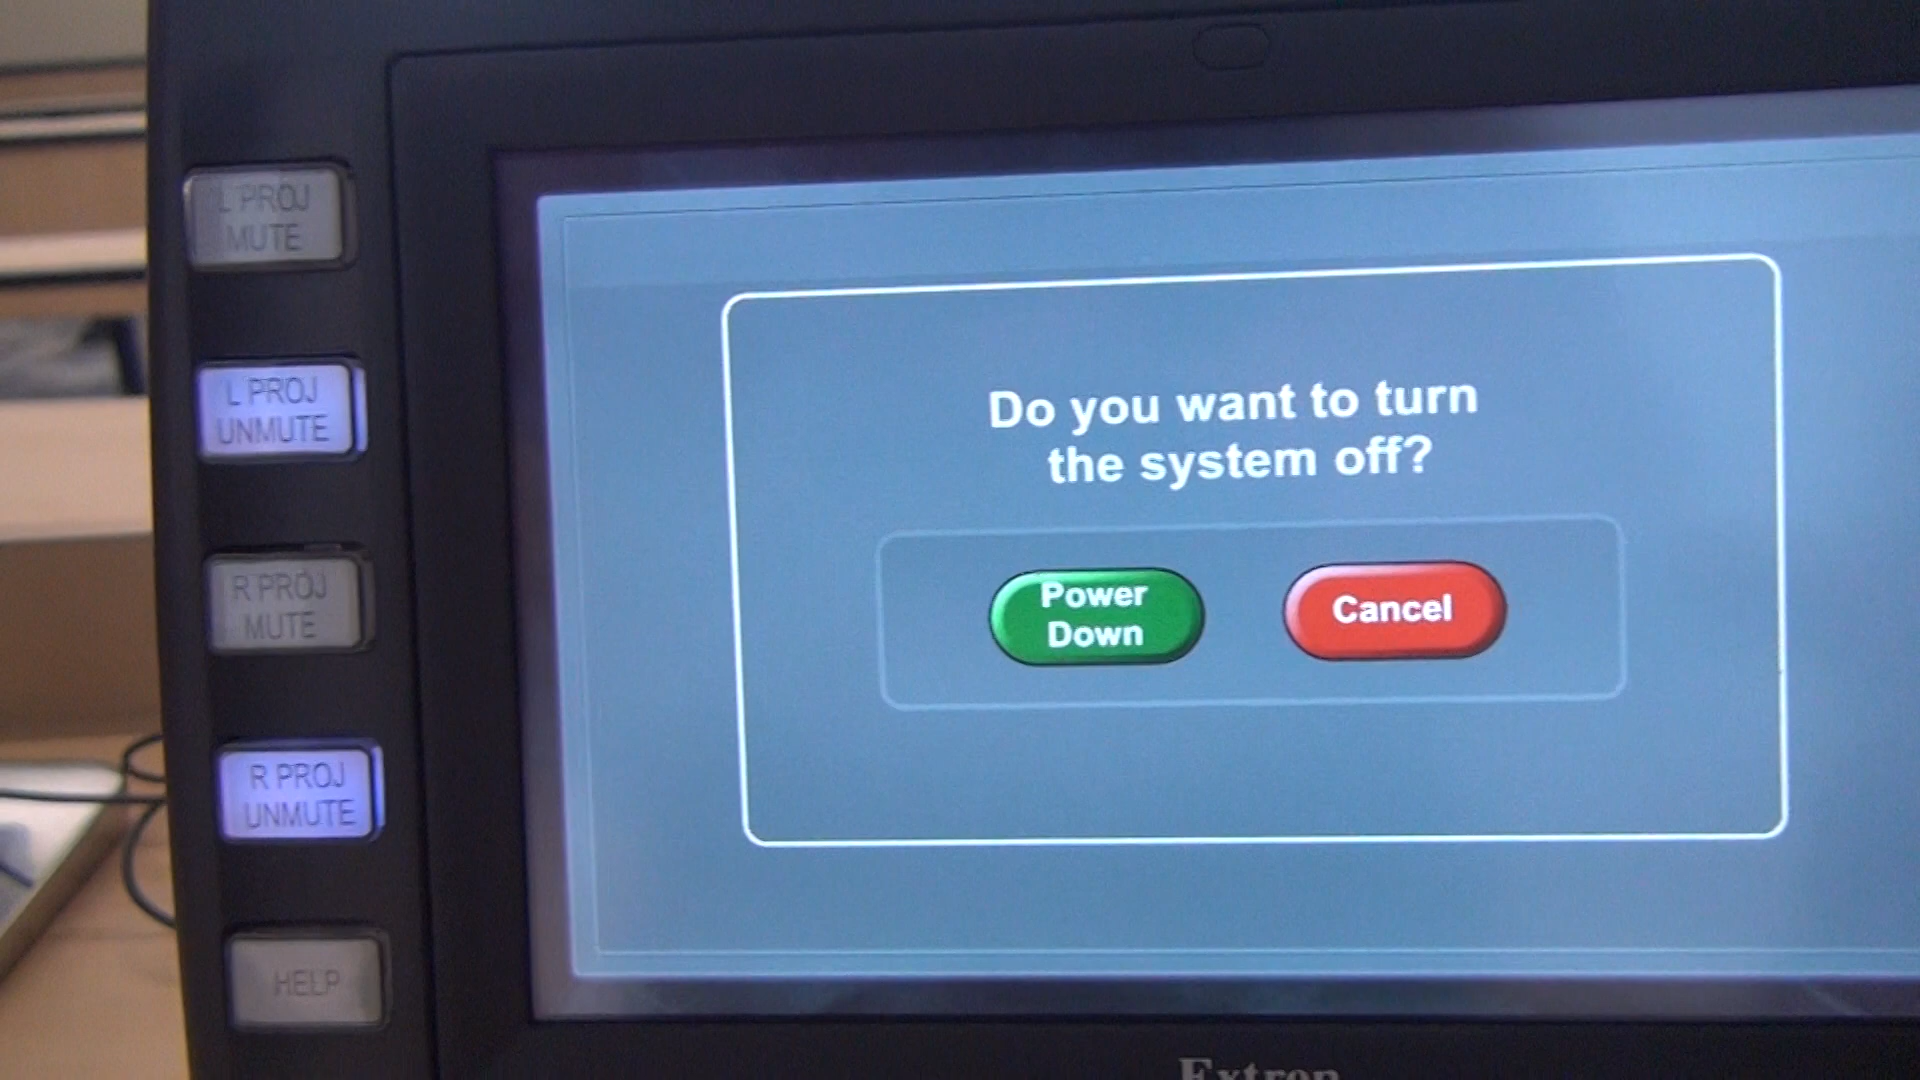 L PROJ
MUTE
L PROJ
UNMUTE
R PROJ
MUTE
R PROJ
UNMUTE
HELP
Do you want to turn
the system off?
Power
Down
Cancel
Extron